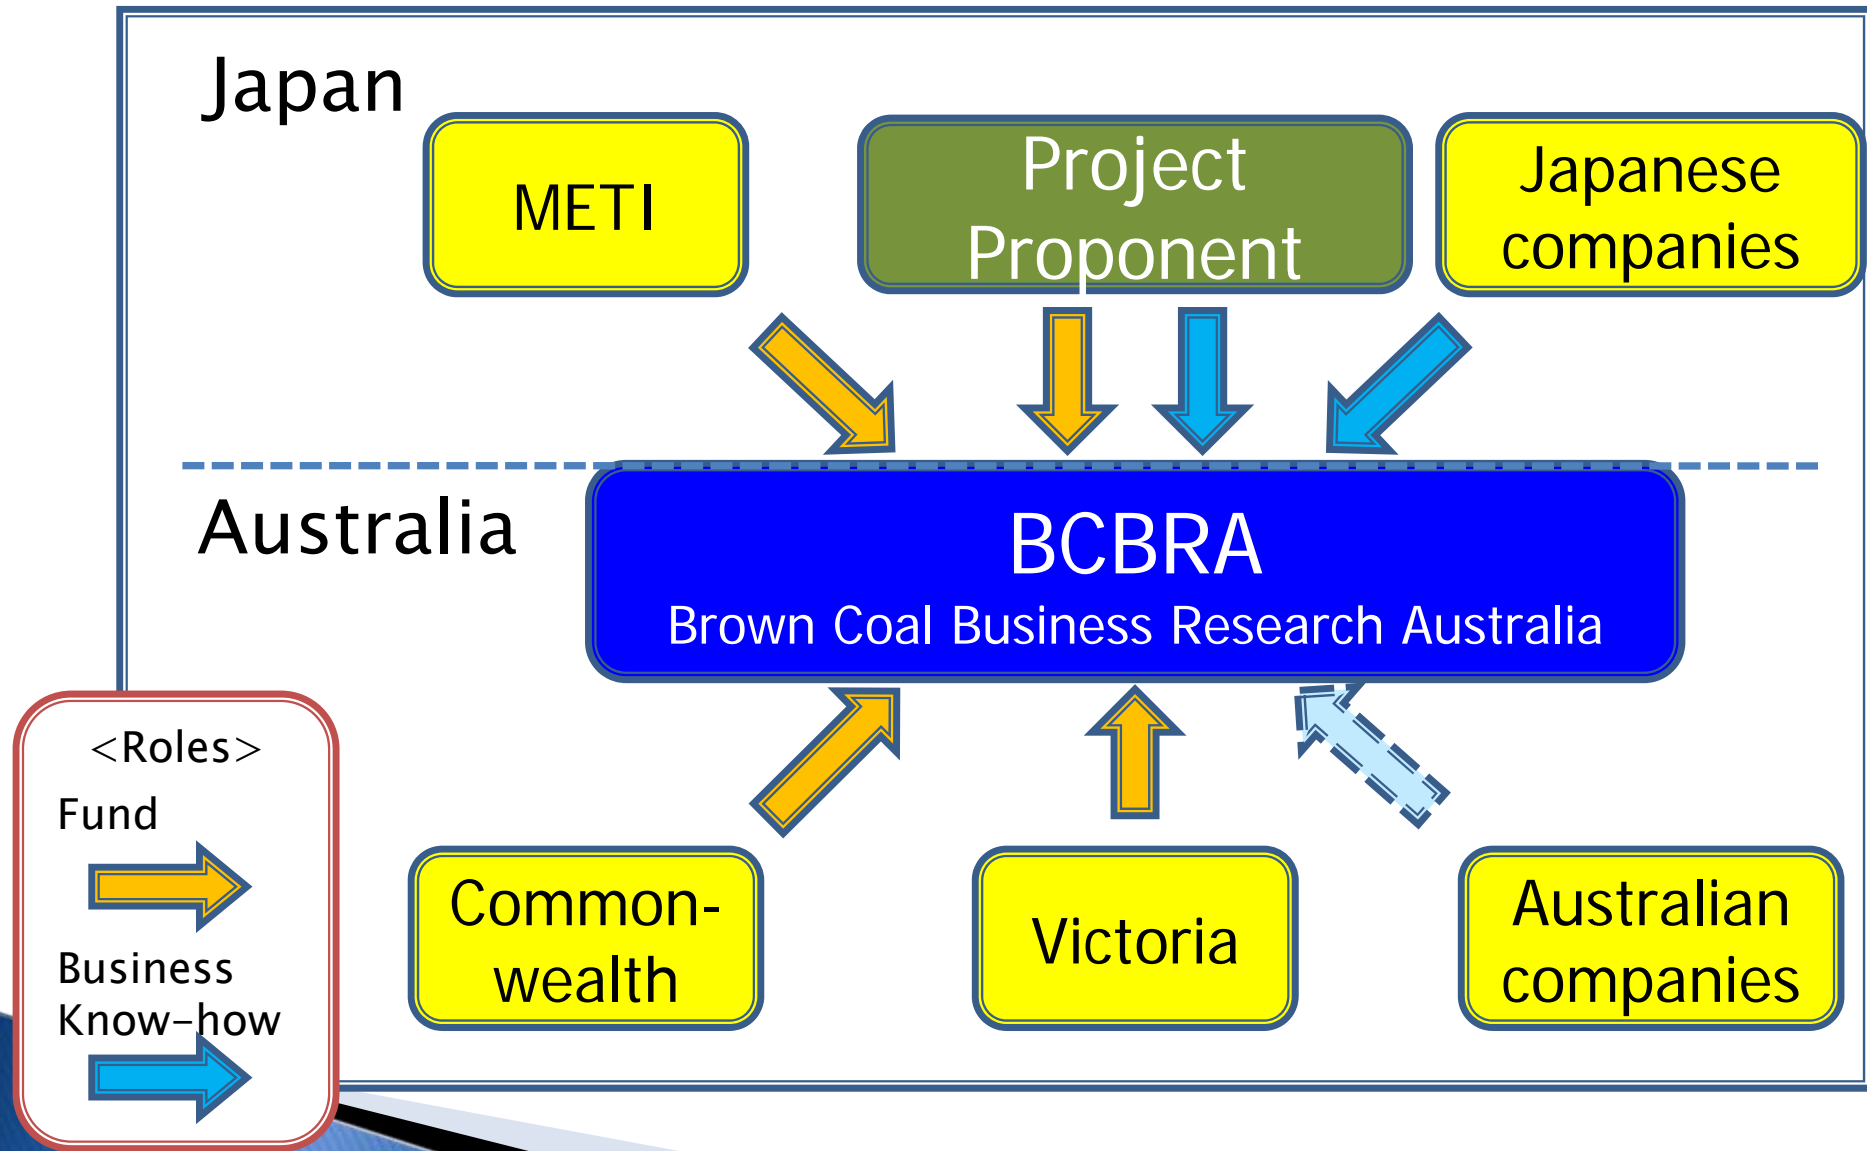 Japan
METI
Project
Proponent
Japanese
companies
Australia
BCBRA
Brown Coal Business Research Australia
<Roles>
Fund
Business
Know-how
Common-
wealth
Victoria
Australian
companies